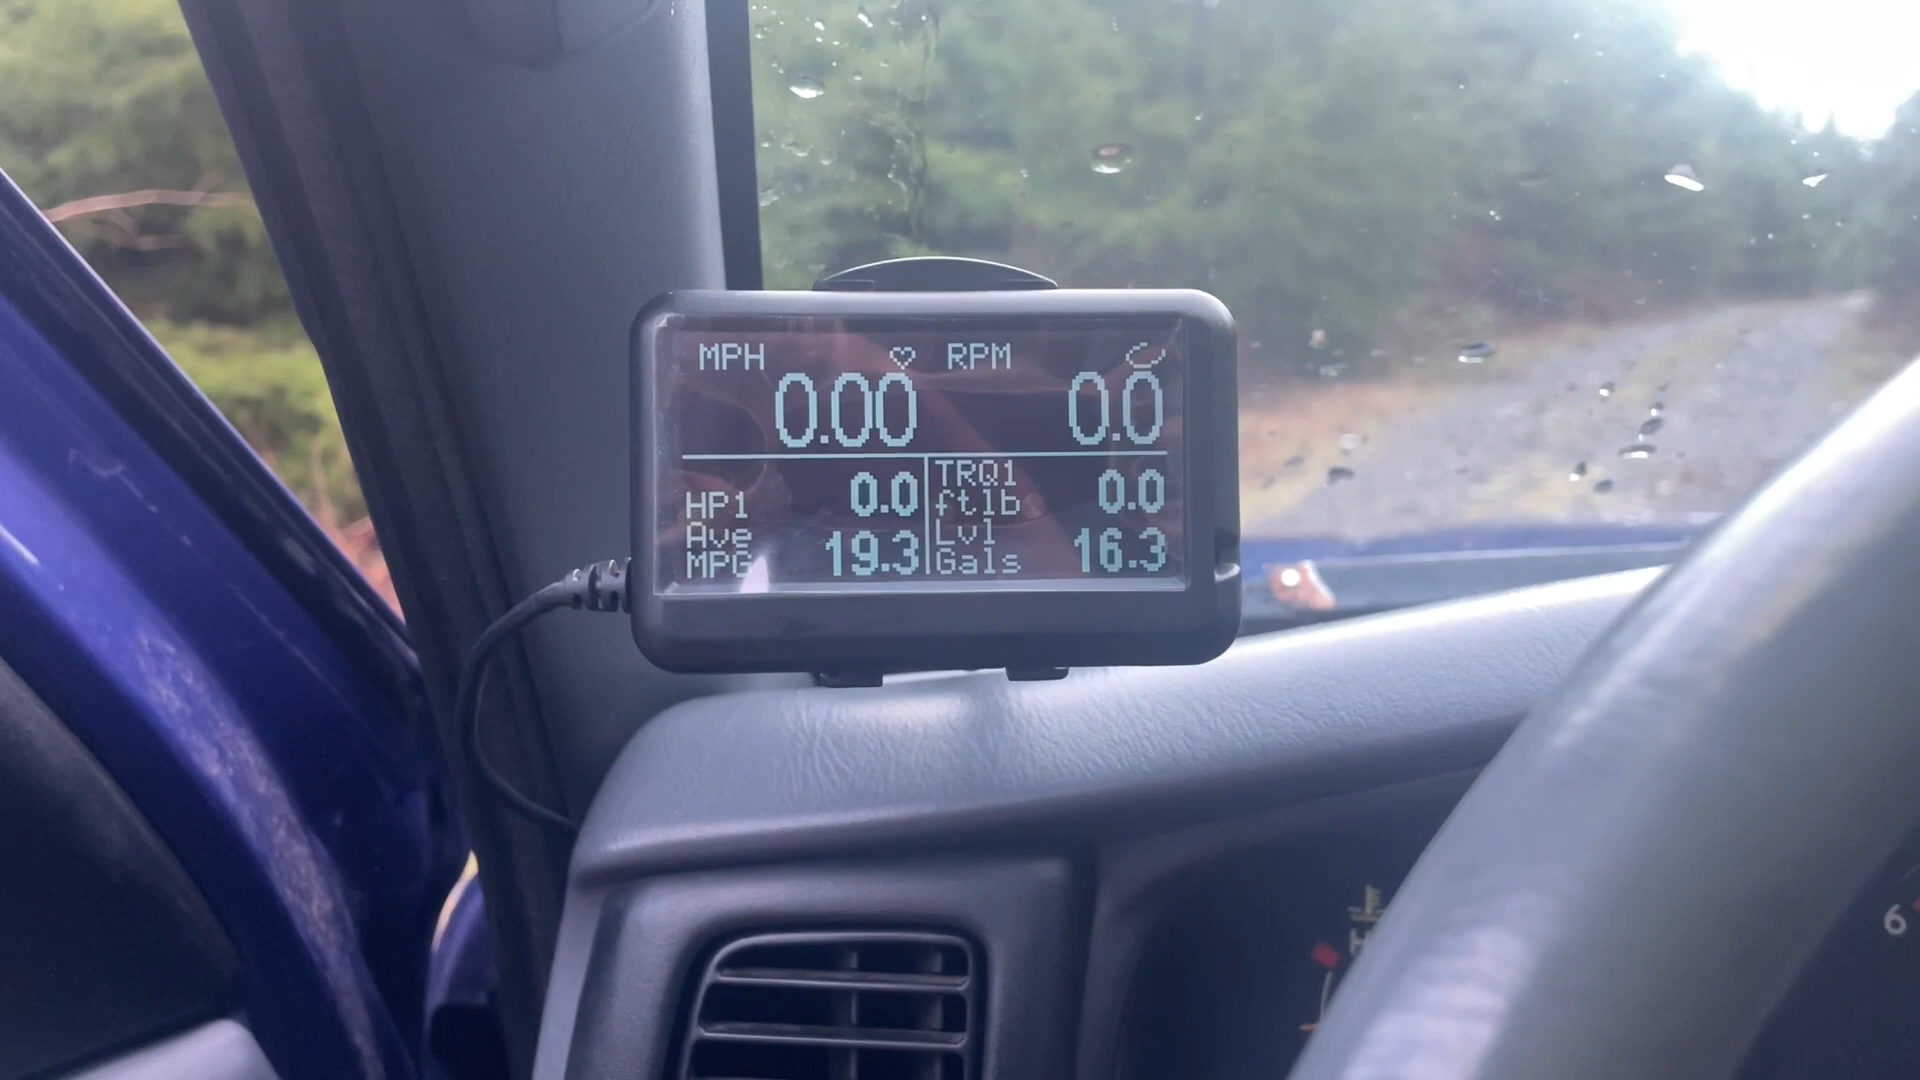 MPH ♡ RPM
0.00 0.0
HP1 0.0 TRQ1 ftlb 0.0
Ave MPG 19.3 Lvl Gals 16.3
H
6